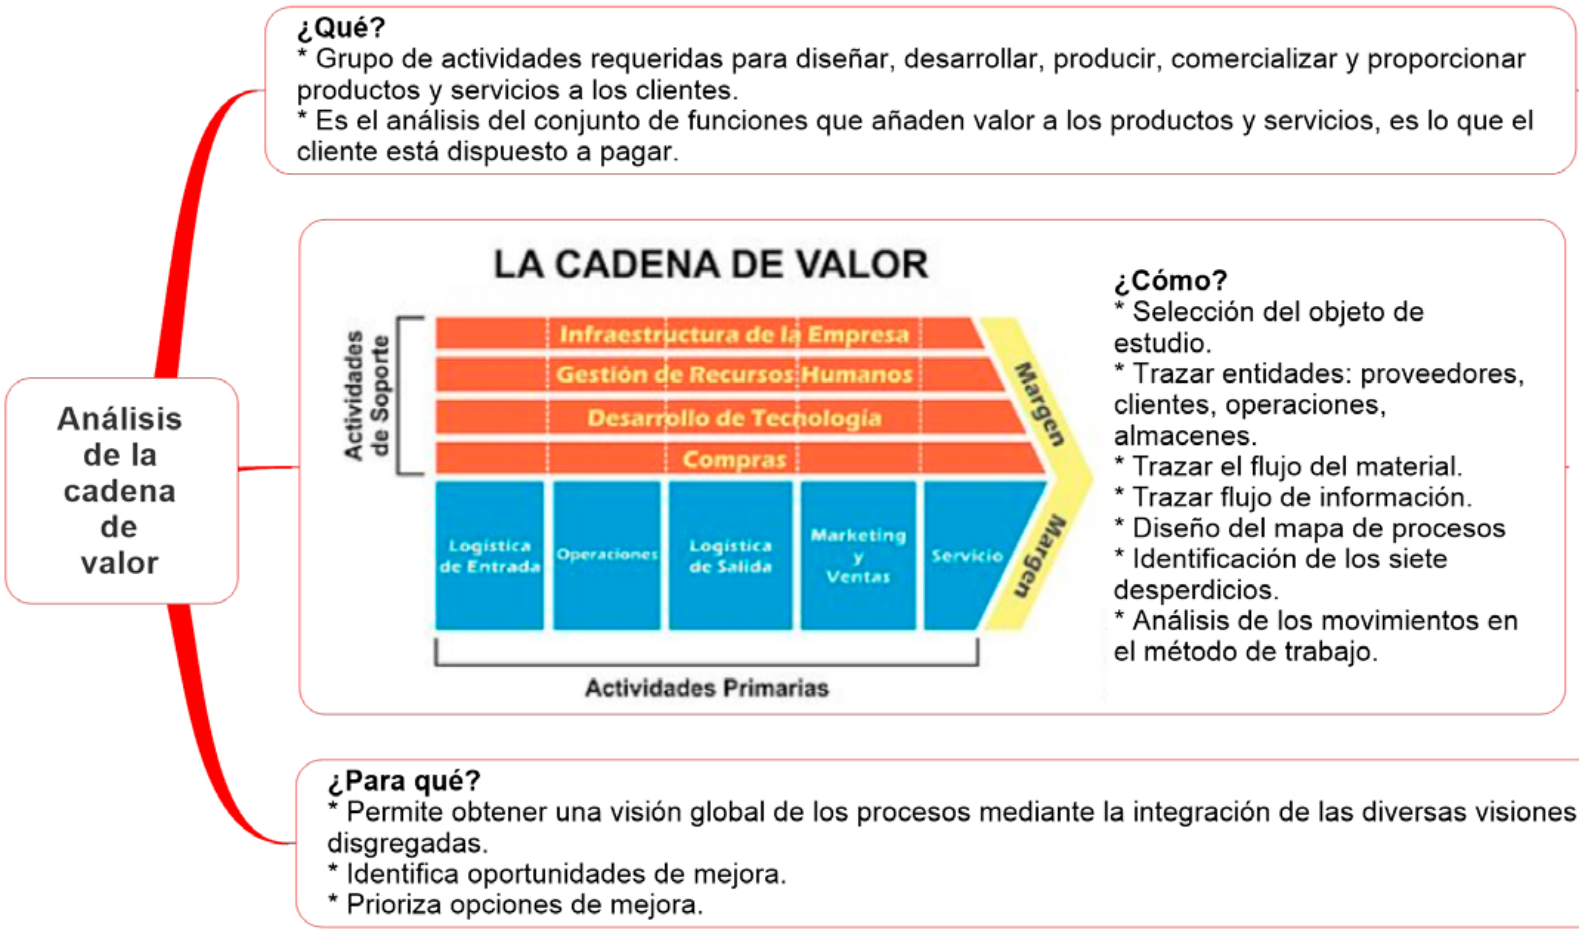 ¿Qué?
* Grupo de actividades requeridas para diseñar, desarrollar, producir, comercializar y proporcionar
productos y servicios a los clientes.
* Es el análisis del conjunto de funciones que añaden valor a los productos y servicios, es lo que el
cliente está dispuesto a pagar.
Análisis
de la
cadena
de
valor
LA CADENA DE VALOR
Actividades
de Soporte
Infraestructura de la Empresa
Gestión de Recursos Humanos
Desarrollo de Tecnología
Compras
Margen
Logística
de Entrada
Operaciones
Logística
de Salida
Marketing
y
Ventas
Servicio
Margen
Actividades Primarias
¿Cómo?
* Selección del objeto de
estudio.
* Trazar entidades: proveedores,
clientes, operaciones,
almacenes.
* Trazar el flujo del material.
* Trazar flujo de información.
* Diseño del mapa de procesos
* Identificación de los siete
desperdicios.
* Análisis de los movimientos en
el método de trabajo.
¿Para qué?
* Permite obtener una visión global de los procesos mediante la integración de las diversas visiones
disgregadas.
* Identifica oportunidades de mejora.
* Prioriza opciones de mejora.